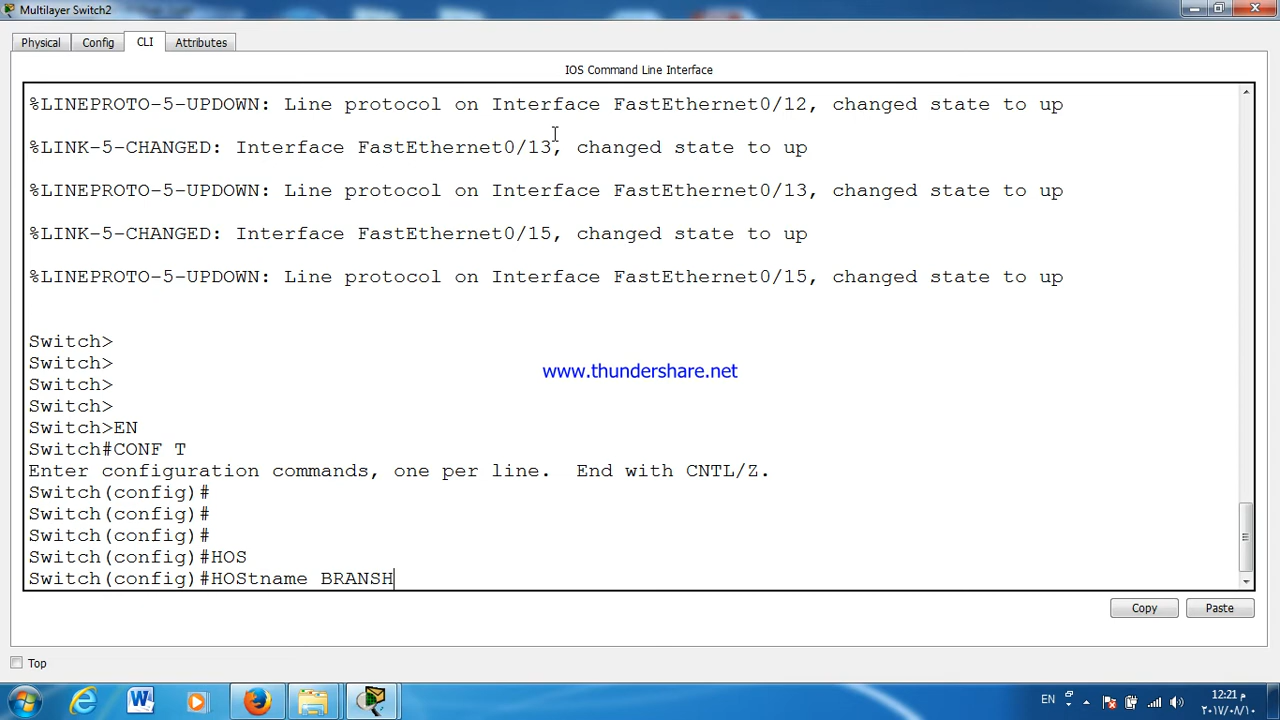 Multilayer Switch2
Physical Config CLI Attributes
IOS Command Line Interface
%LINEPROTO-5-UPDOWN: Line protocol on Interface FastEthernet0/12, changed state to up
%LINK-5-CHANGED: Interface FastEthernet0/13, changed state to up
%LINEPROTO-5-UPDOWN: Line protocol on Interface FastEthernet0/13, changed state to up
%LINK-5-CHANGED: Interface FastEthernet0/15, changed state to up
%LINEPROTO-5-UPDOWN: Line protocol on Interface FastEthernet0/15, changed state to up
Switch>
Switch>
www.thundershare.net
Switch>
Switch>
Switch>EN
Switch#CONF T
Enter configuration commands, one per line.  End with CNTL/Z.
Switch(config)#
Switch(config)#
Switch(config)#
Switch(config)#HOS
Switch(config)#HOStname BRANSH
Copy Paste
Top
EN
12:21 م
٢٠١٧/٠٨/١٠